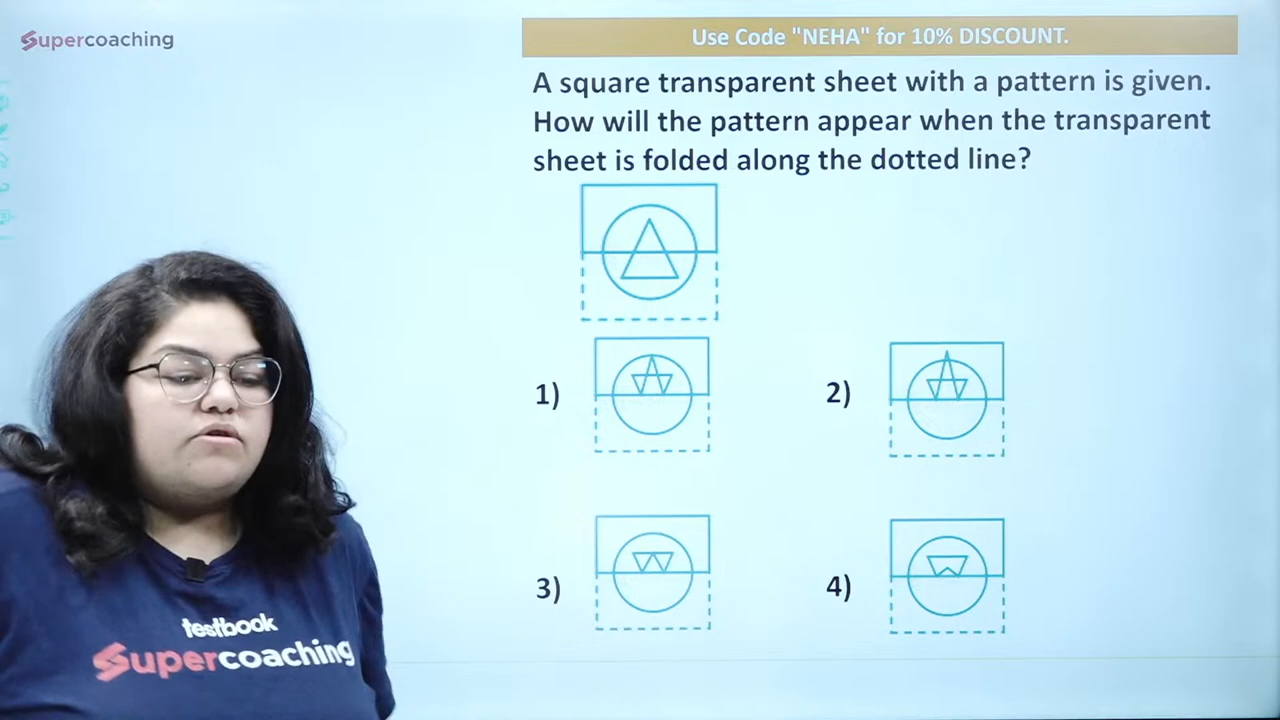 Supercoaching
Use Code "NEHA" for 10% DISCOUNT.
A square transparent sheet with a pattern is given.
How will the pattern appear when the transparent
sheet is folded along the dotted line?
1)
2)
3)
4)
testbook
Supercoaching